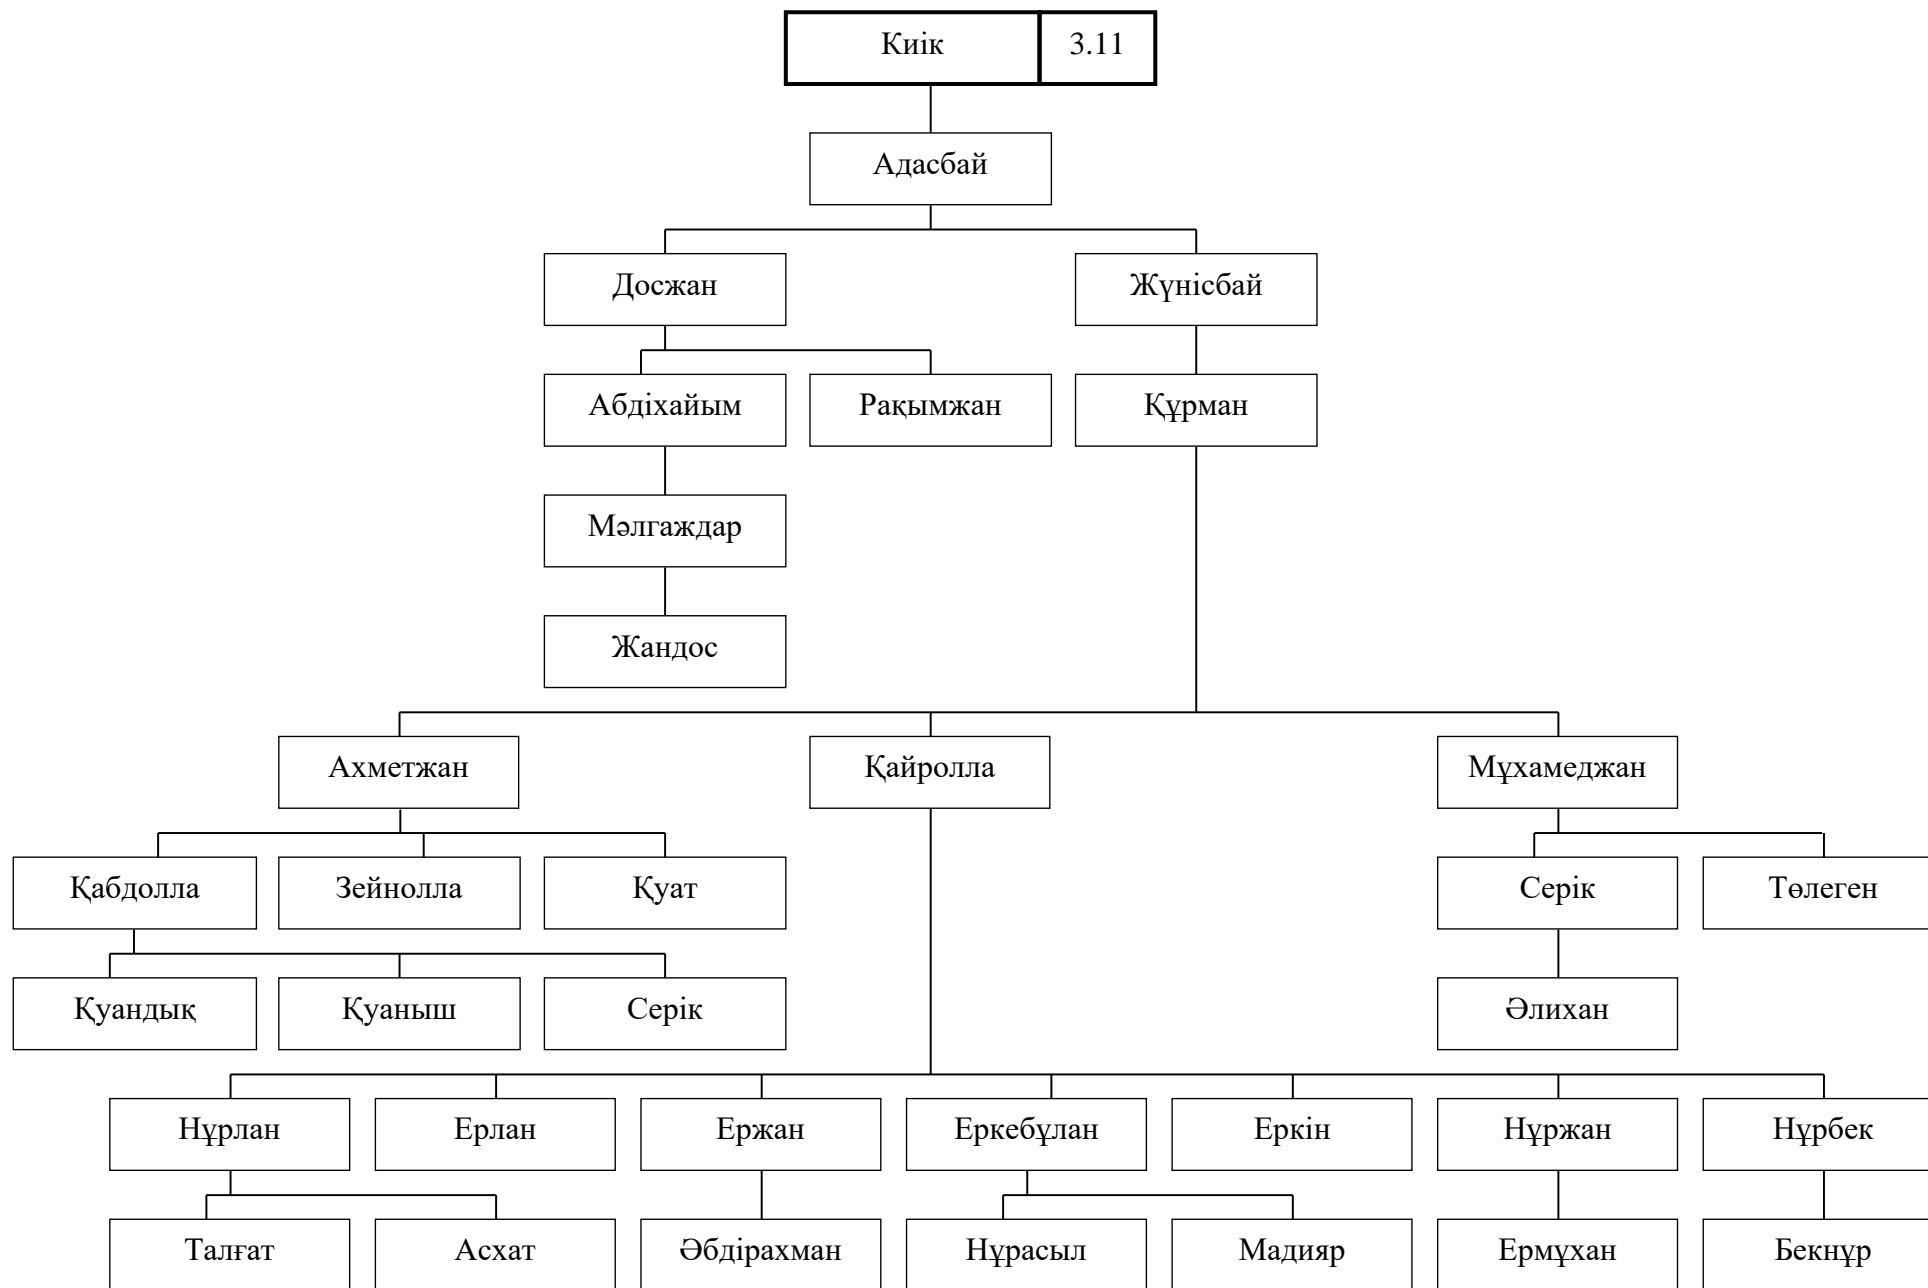 Киік
3.11
Адасбай
Досжан
Жүнісбай
Абдіхайым
Рақымжан
Құрман
Мәлгаждар
Жандос
Ахметжан
Қайролла
Мұхамеджан
Қабдолла
Зейнолла
Қуат
Серік
Төлеген
Қуандық
Қуаныш
Серік
Әлихан
Нұрлан
Ерлан
Ержан
Еркебұлан
Еркін
Нұржан
Нұрбек
Талғат
Асхат
Әбдірахман
Нұрасыл
Мадияр
Ермұхан
Бекнұр